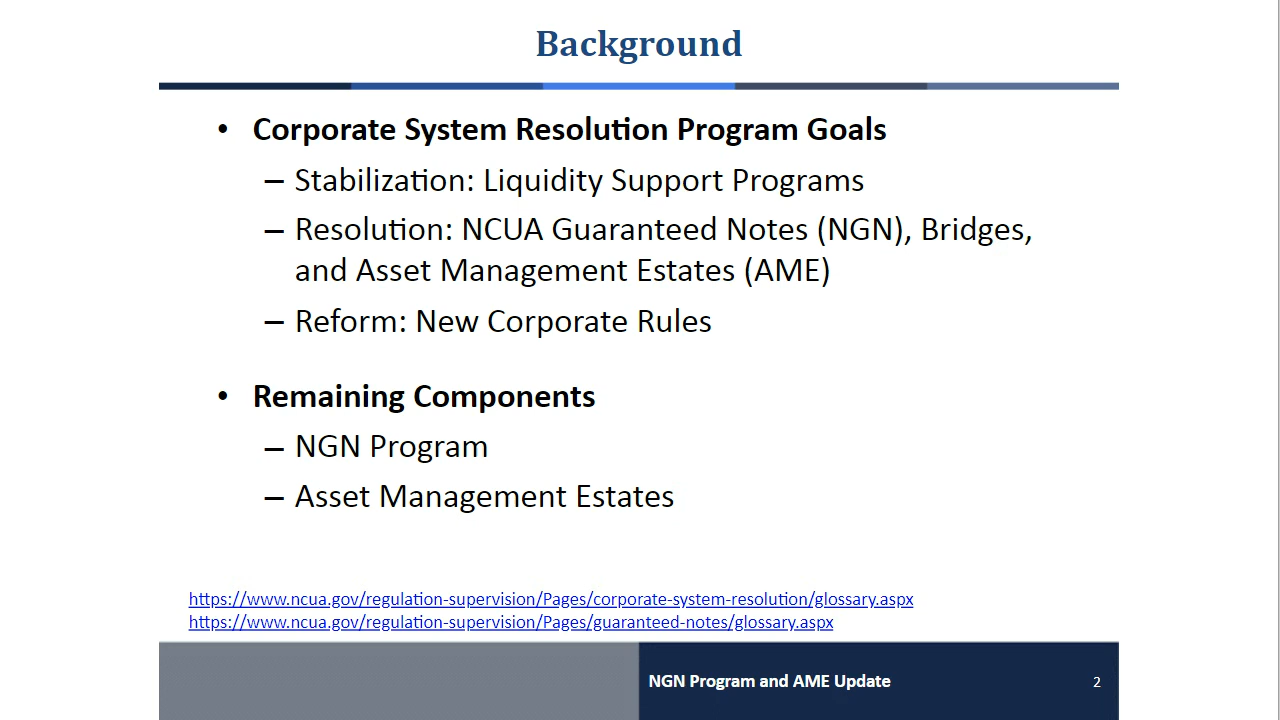 Background
• Corporate System Resolution Program Goals
– Stabilization: Liquidity Support Programs
– Resolution: NCUA Guaranteed Notes (NGN), Bridges,
and Asset Management Estates (AME)
– Reform: New Corporate Rules
• Remaining Components
– NGN Program
– Asset Management Estates
https://www.ncua.gov/regulation-supervision/Pages/corporate-system-resolution/glossary.aspx
https://www.ncua.gov/regulation-supervision/Pages/guaranteed-notes/glossary.aspx
NGN Program and AME Update 2